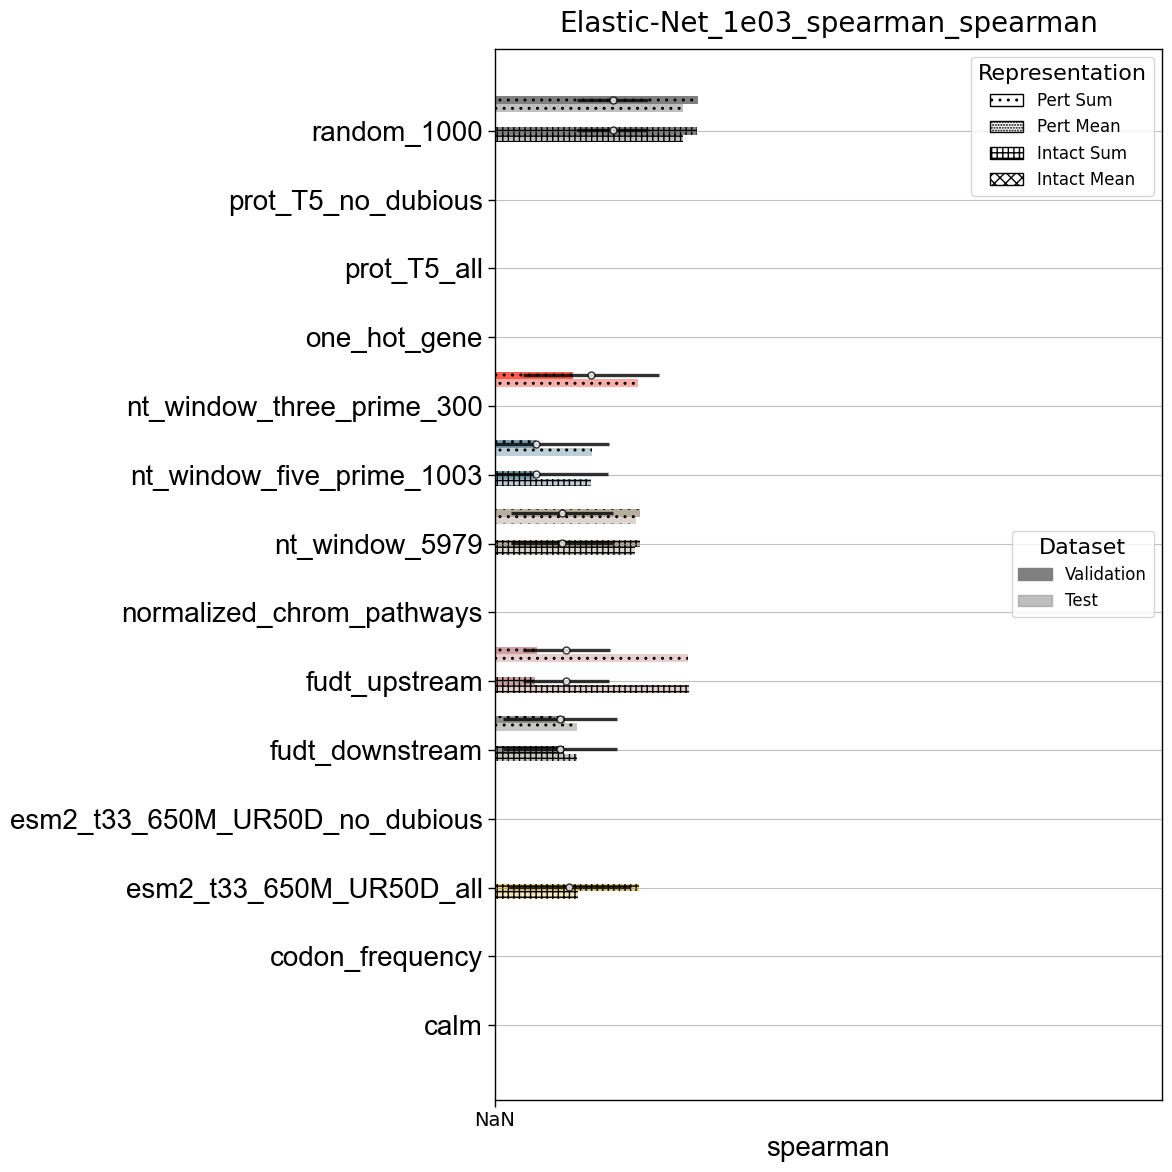 Elastic-Net_1e03_spearman_spearman
Representation
Pert Sum
Pert Mean
Intact Sum
Intact Mean
random_1000
prot_T5_no_dubious
prot_T5_all
one_hot_gene
nt_window_three_prime_300
nt_window_five_prime_1003
nt_window_5979
Dataset
Validation
Test
normalized_chrom_pathways
fudt_upstream
fudt_downstream
esm2_t33_650M_UR50D_no_dubious
esm2_t33_650M_UR50D_all
codon_frequency
calm
NaN
spearman